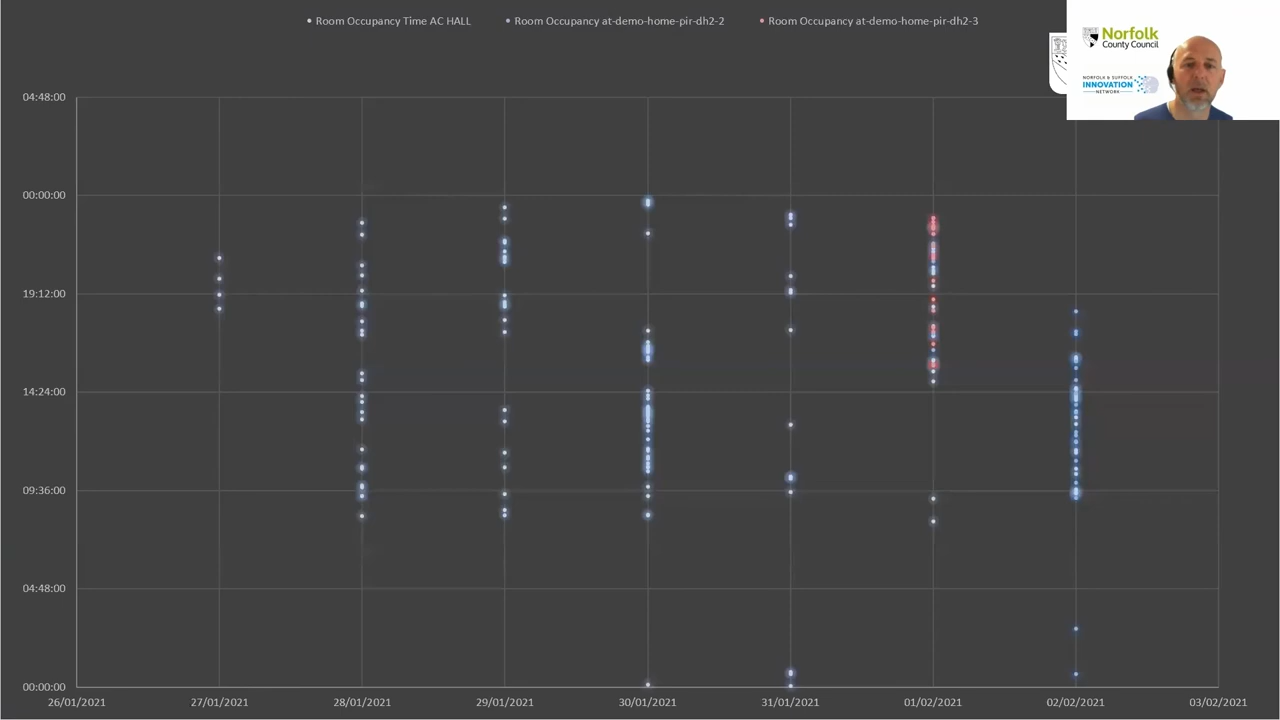 Room Occupancy Time AC HALL
Room Occupancy at-demo-home-pir-dh2-2
Room Occupancy at-demo-home-pir-dh2-3
Norfolk
County Council
NORFOLK & SUFFOLK
INNOVATION
NETWORK
04:48:00
00:00:00
19:12:00
14:24:00
09:36:00
04:48:00
00:00:00
26/01/2021
27/01/2021
28/01/2021
29/01/2021
30/01/2021
31/01/2021
01/02/2021
02/02/2021
03/02/2021